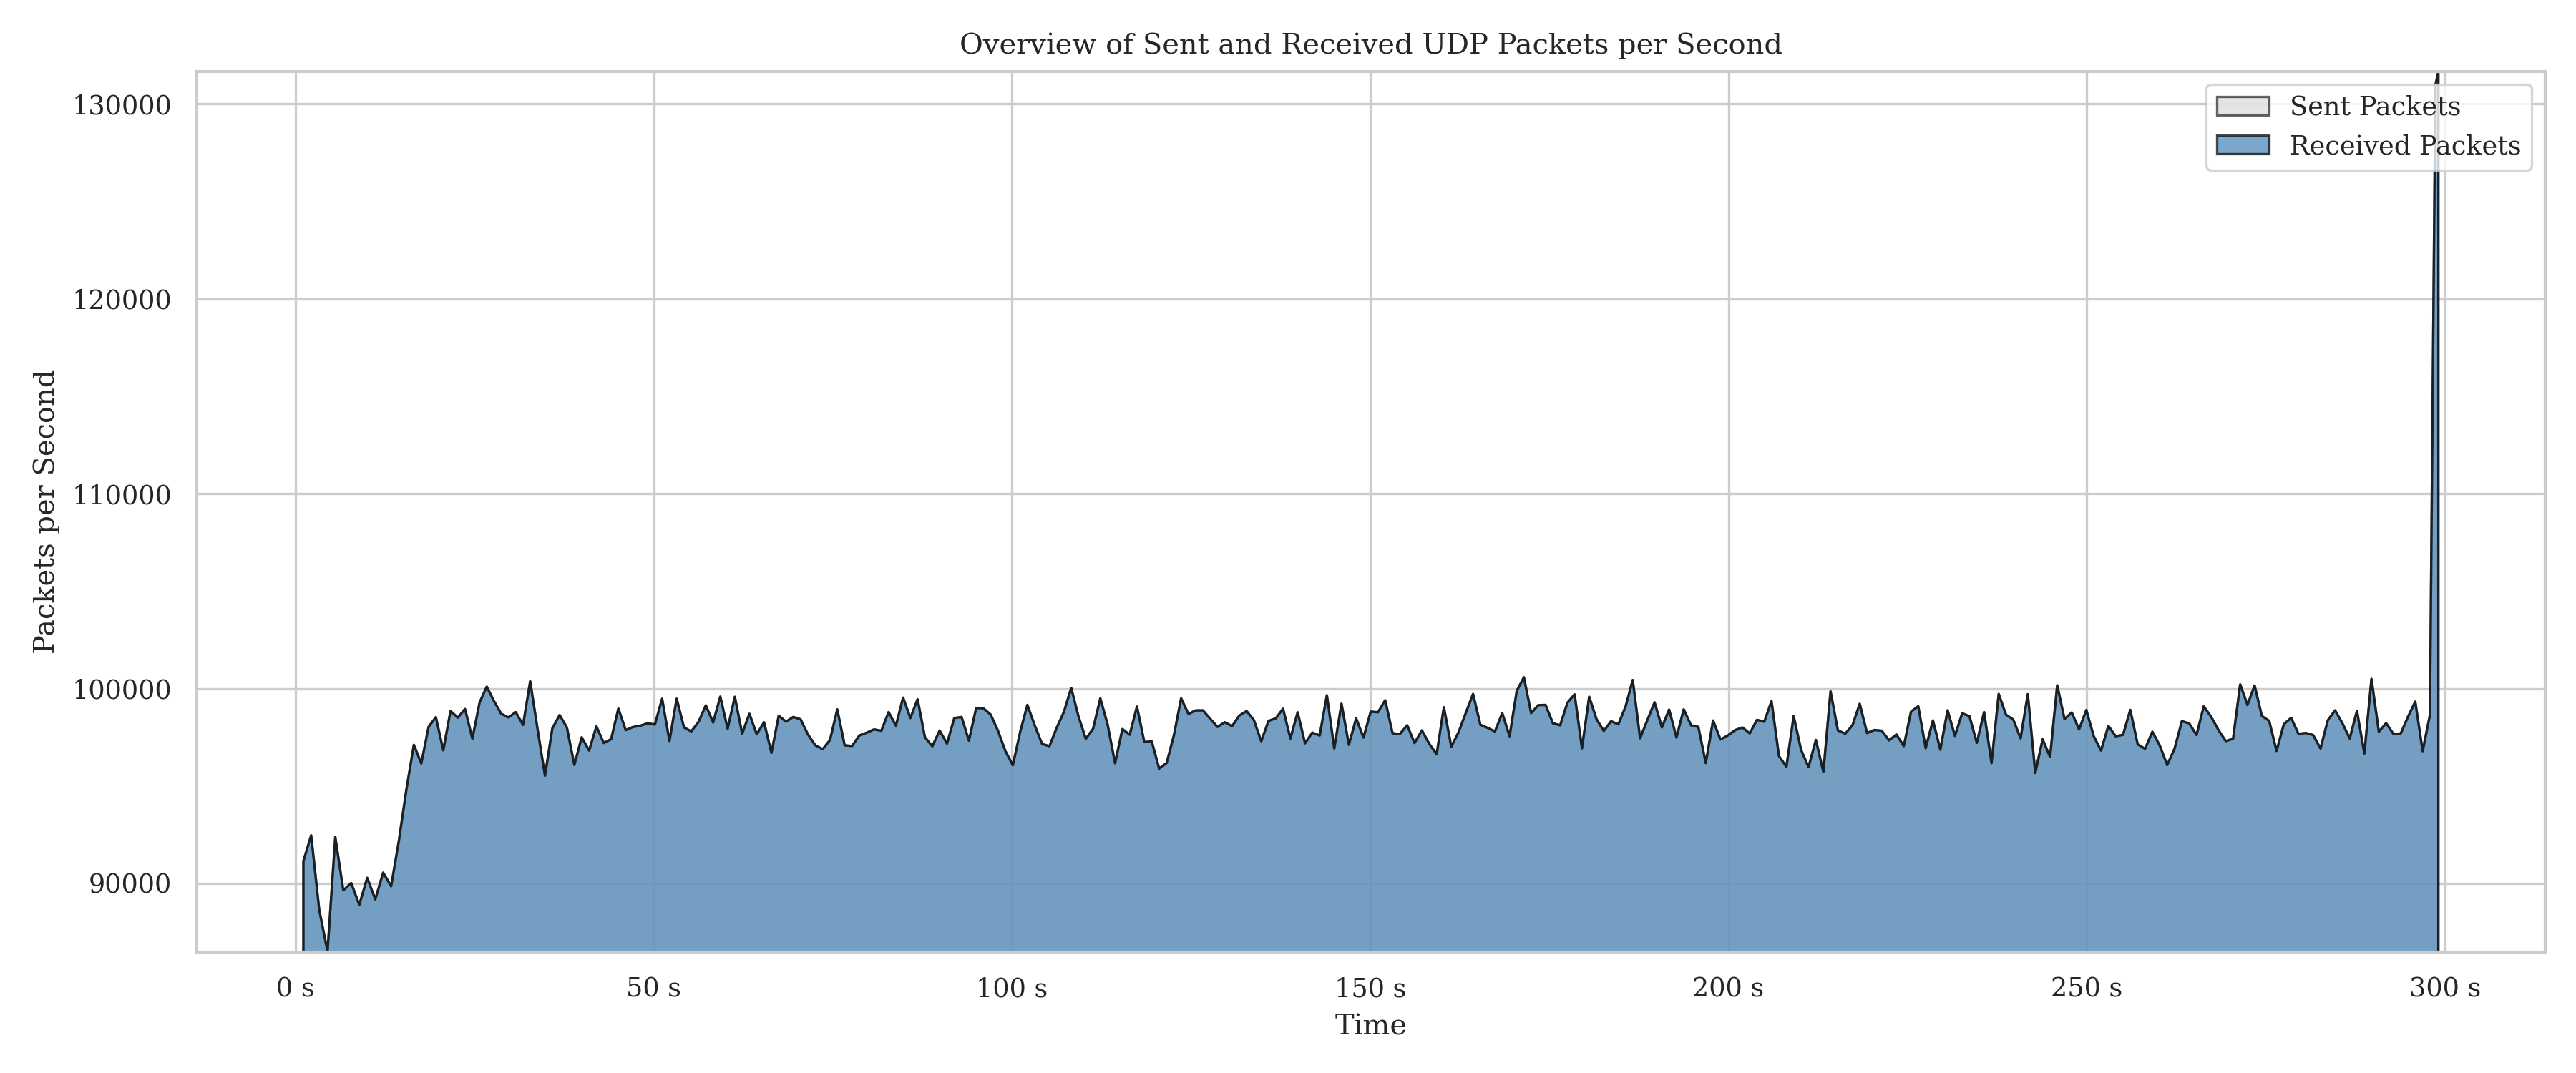 Overview of Sent and Received UDP Packets per Second
130000
120000
110000
100000
90000
Packets per Second
Sent Packets
Received Packets
0 s 50 s 100 s 150 s 200 s 250 s 300 s
Time